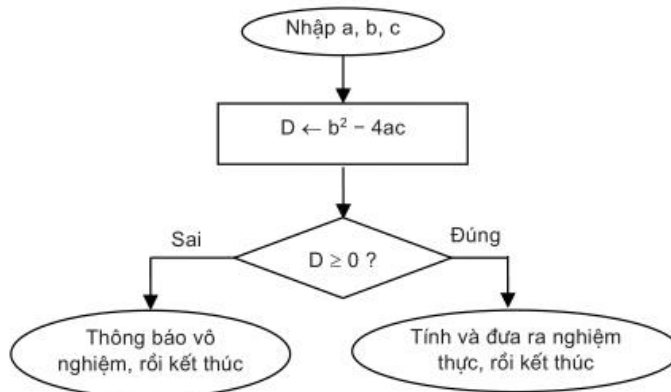 Nhập a, b, c
D ← b² − 4ac
Sai
Đúng
D ≥ 0 ?
Thông báo vô
nghiệm, rồi kết thúc
Tính và đưa ra nghiệm
thực, rồi kết thúc